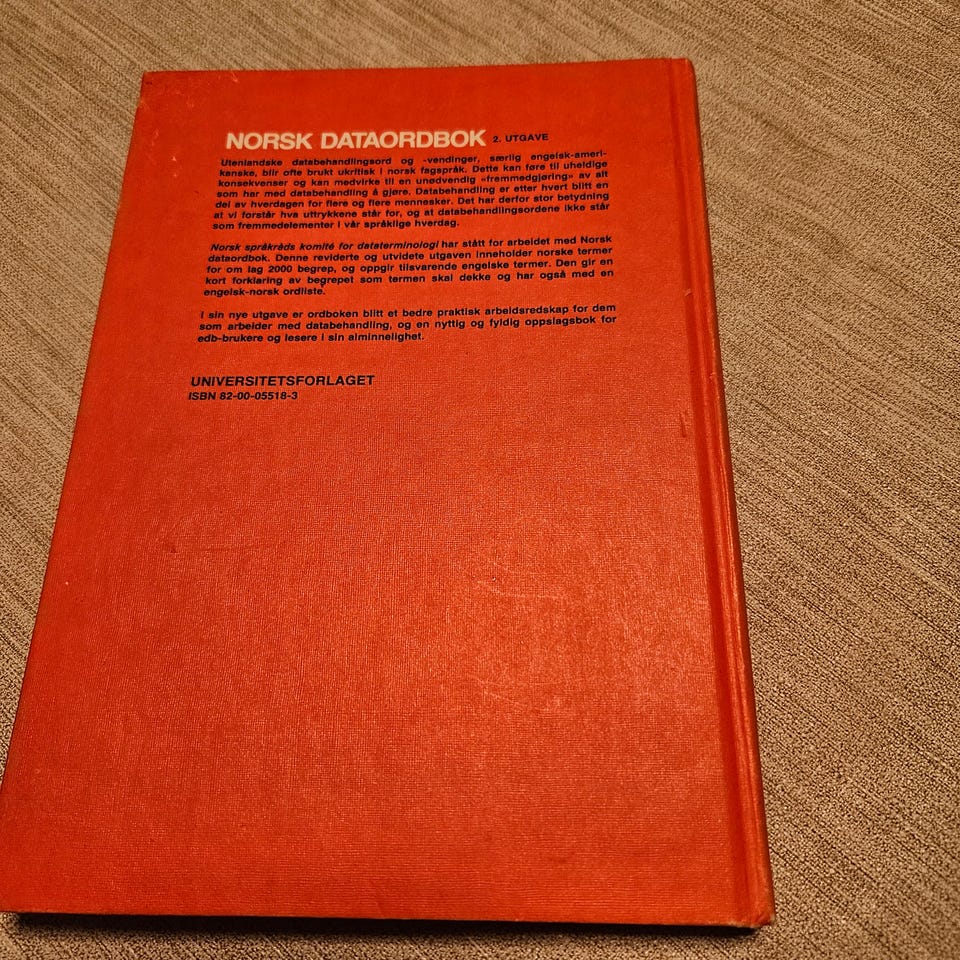 NORSK DATAORDBOK 2. UTGAVE
Utenlandske databehandlingsord og -vendinger, særlig engelsk-ameri-
kanske, blir ofte brukt ukritisk i norsk fagspråk. Dette kan føre til uheldige
konsekvenser og kan medvirke til en unødvendig «fremmedgjøring» av alt
som har med databehandling å gjøre. Databehandling er etter hvert blitt en
del av hverdagen for flere og flere mennesker. Det har derfor stor betydning
at vi forstår hva uttrykkene står for, og at databehandlingsordene ikke står
som fremmedelementer i vår språklige hverdag.
Norsk språkråds komité for dataterminologi har stått for arbeidet med Norsk
dataordbok. Denne reviderte og utvidete utgaven inneholder norske termer
for om lag 2000 begrep, og oppgir tilsvarende engelske termer. Den gir en
kort forklaring av begrepet som termen skal dekke og har også med en
engelsk-norsk ordliste.
I sin nye utgave er ordboken blitt et bedre praktisk arbeidsredskap for dem
som arbeider med databehandling, og en nyttig og fyldig oppslagsbok for
edb-brukere og lesere i sin alminnelighet.
UNIVERSITETSFORLAGET
ISBN 82-00-05518-3